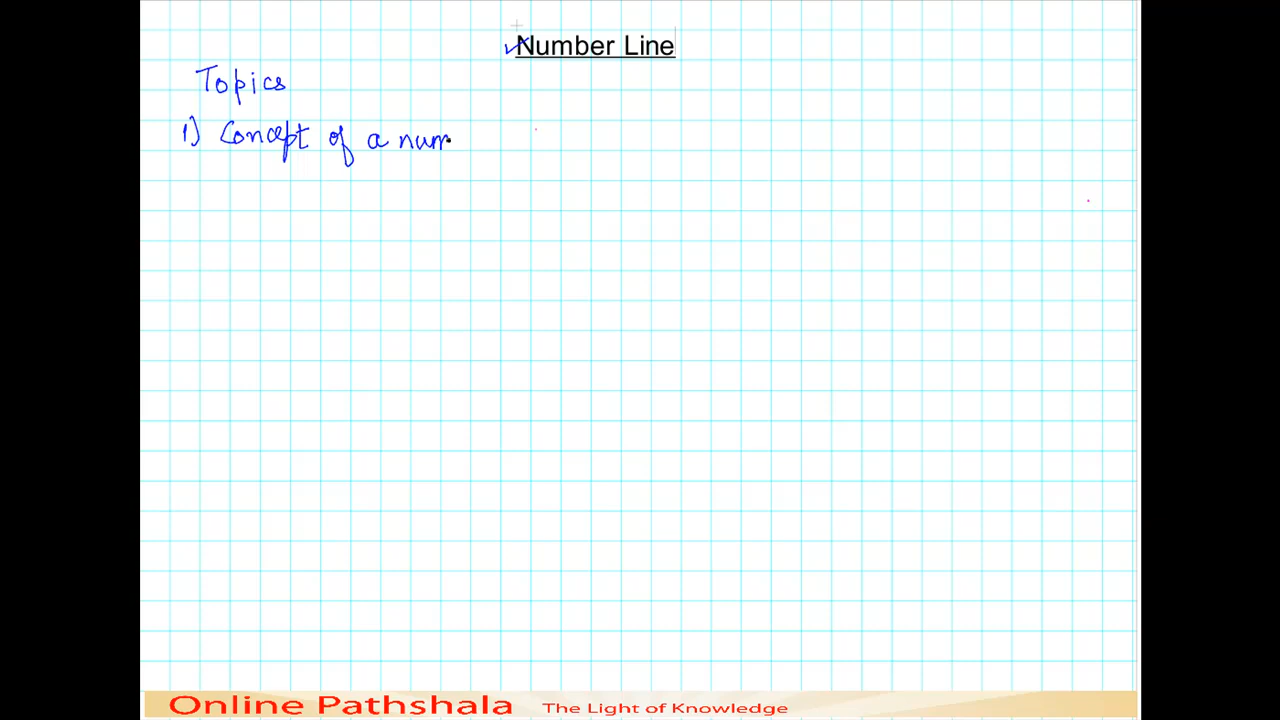 Number Line
Topics
1) Concept of a num
Online Pathshala The Light of Knowledge